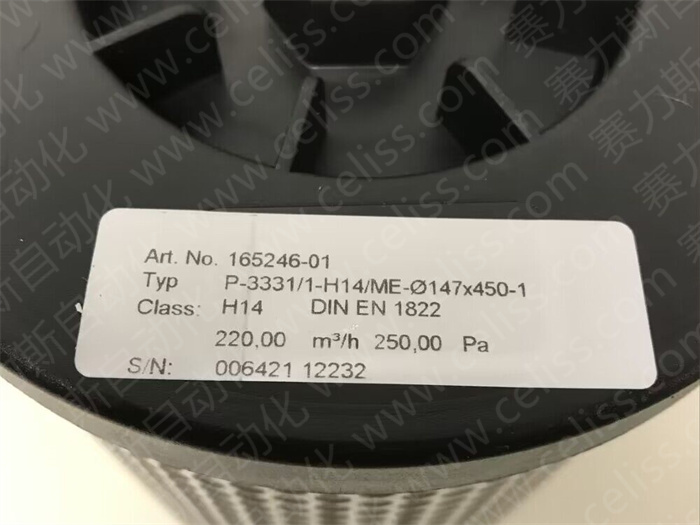 Art. No. 165246-01
Typ P-3331/1-H14/ME-Ø147x450-1
Class: H14 DIN EN 1822
220,00 m³/h 250,00 Pa
S/N: 006421 12232
赛力斯自动化 www.celiss.com